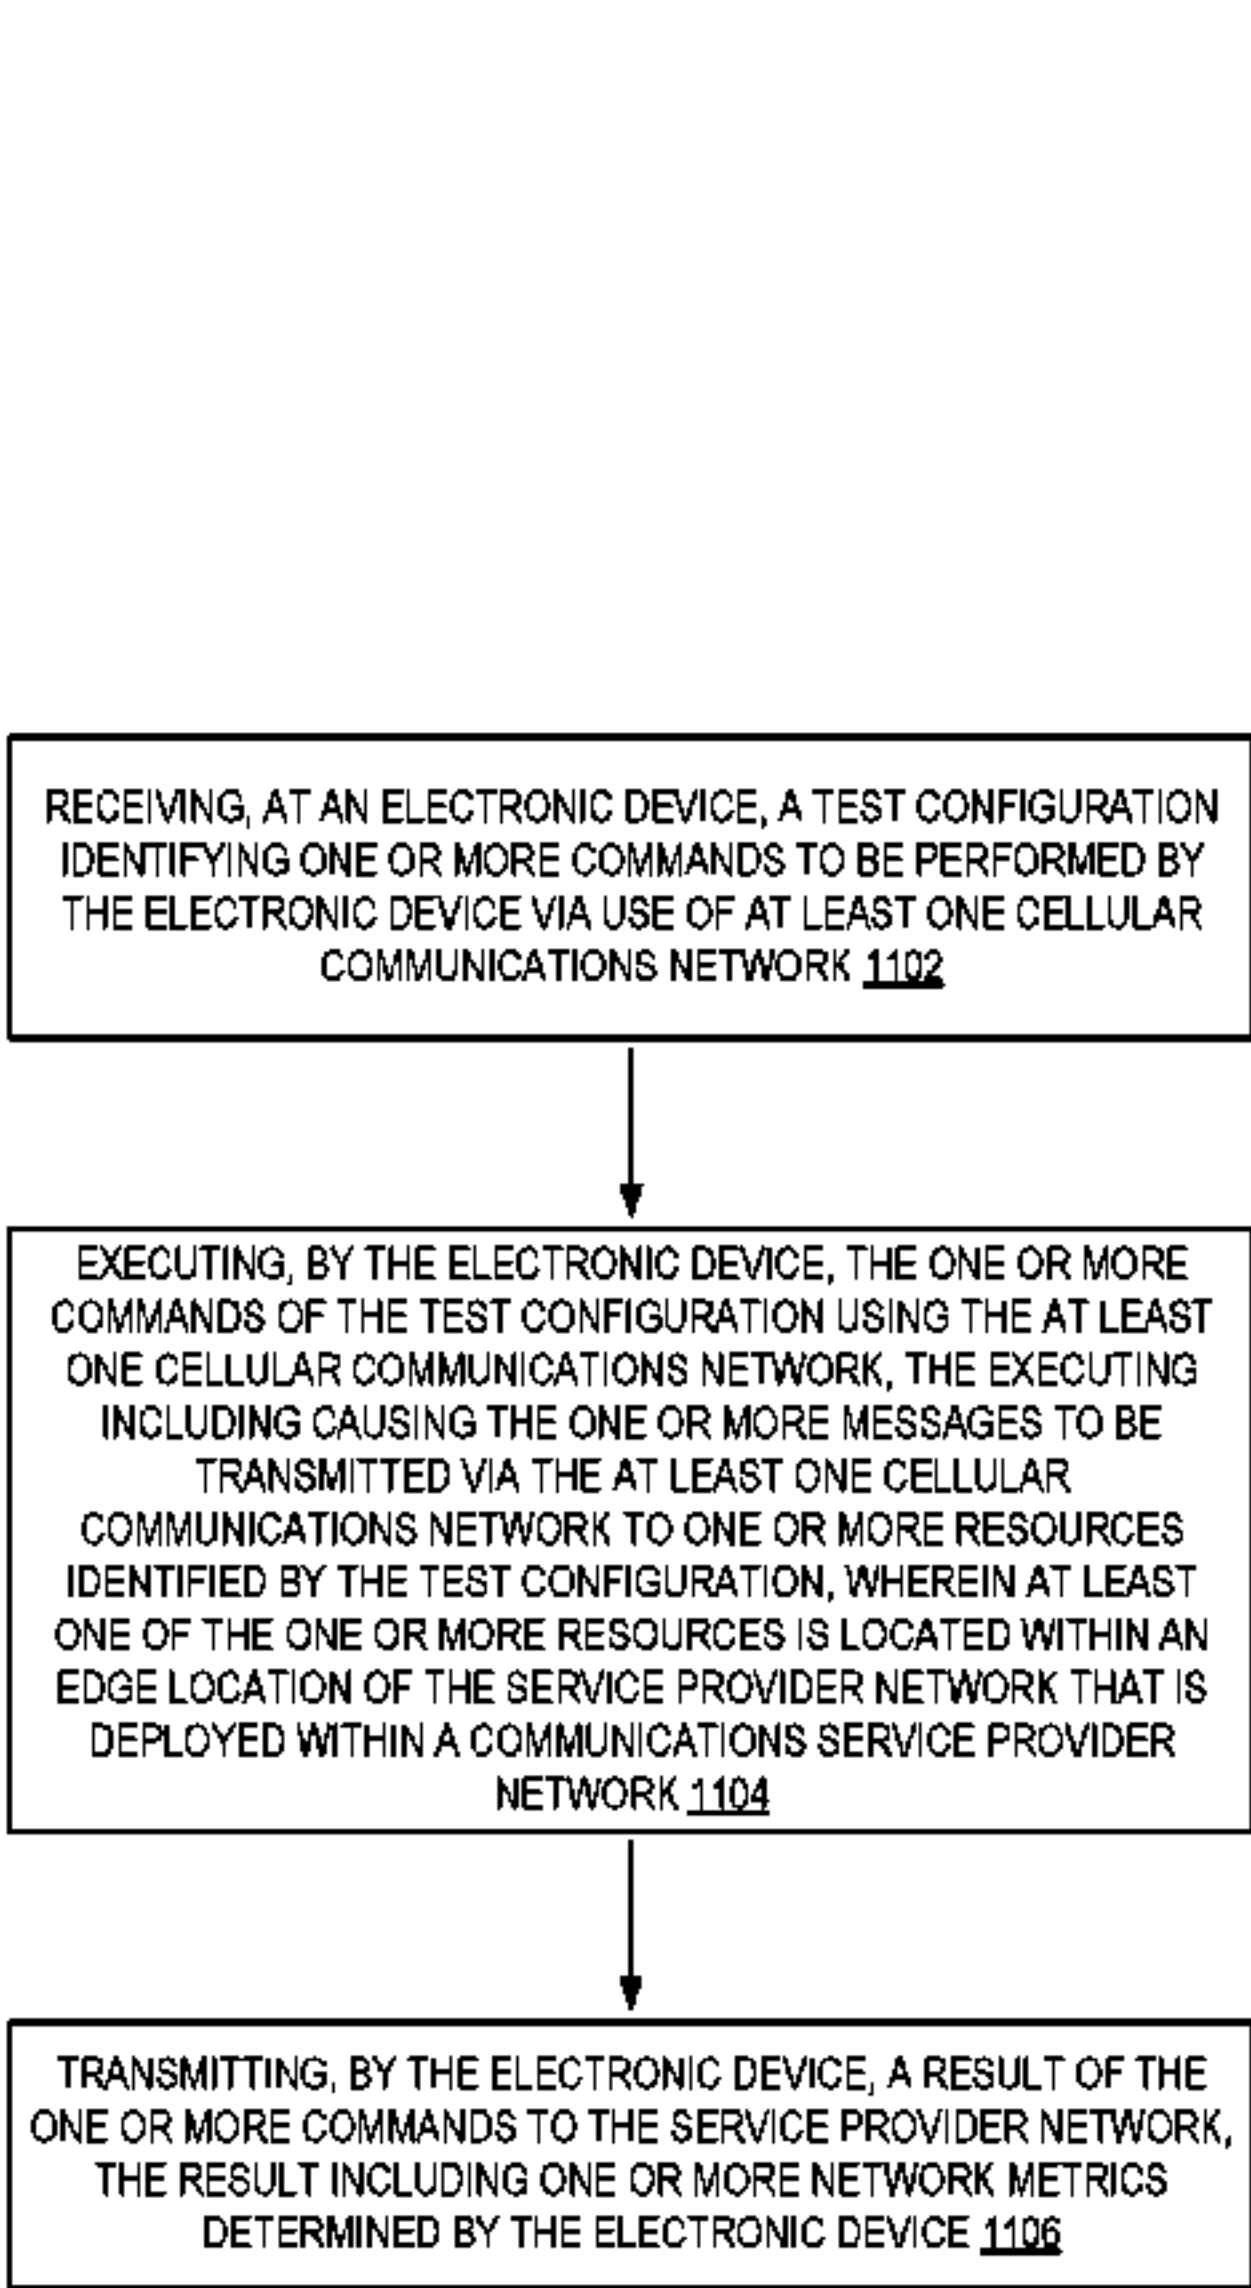 RECEIVING, AT AN ELECTRONIC DEVICE, A TEST CONFIGURATION
IDENTIFYING ONE OR MORE COMMANDS TO BE PERFORMED BY
THE ELECTRONIC DEVICE VIA USE OF AT LEAST ONE CELLULAR
COMMUNICATIONS NETWORK 1102
EXECUTING, BY THE ELECTRONIC DEVICE, THE ONE OR MORE
COMMANDS OF THE TEST CONFIGURATION USING THE AT LEAST
ONE CELLULAR COMMUNICATIONS NETWORK, THE EXECUTING
INCLUDING CAUSING THE ONE OR MORE MESSAGES TO BE
TRANSMITTED VIA THE AT LEAST ONE CELLULAR
COMMUNICATIONS NETWORK TO ONE OR MORE RESOURCES
IDENTIFIED BY THE TEST CONFIGURATION, WHEREIN AT LEAST
ONE OF THE ONE OR MORE RESOURCES IS LOCATED WITHIN AN
EDGE LOCATION OF THE SERVICE PROVIDER NETWORK THAT IS
DEPLOYED WITHIN A COMMUNICATIONS SERVICE PROVIDER
NETWORK 1104
TRANSMITTING, BY THE ELECTRONIC DEVICE, A RESULT OF THE
ONE OR MORE COMMANDS TO THE SERVICE PROVIDER NETWORK,
THE RESULT INCLUDING ONE OR MORE NETWORK METRICS
DETERMINED BY THE ELECTRONIC DEVICE 1106